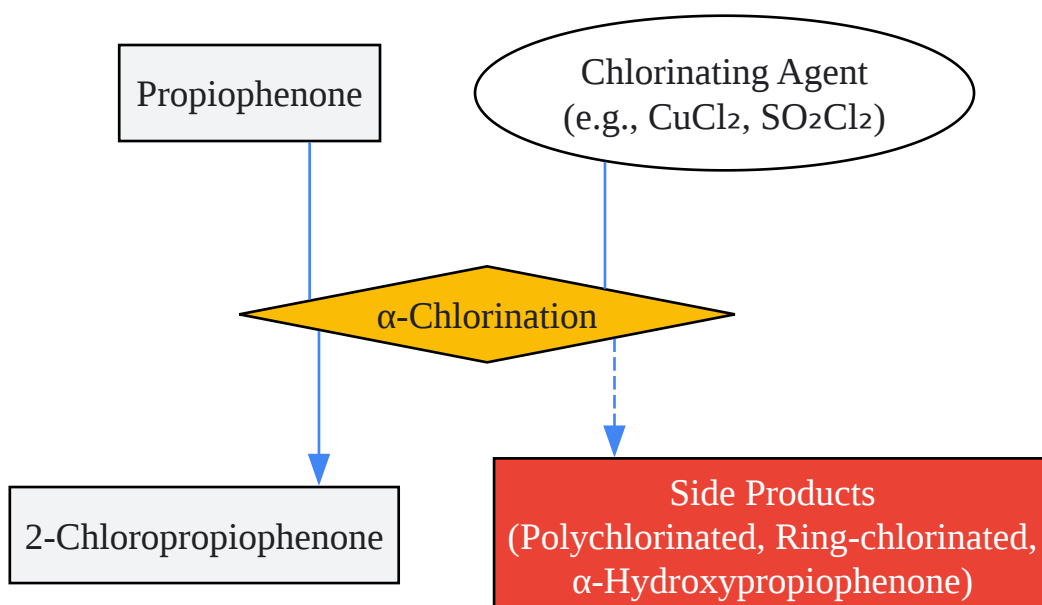 Propiophenone
Chlorinating Agent
(e.g., CuCl₂, SO₂Cl₂)
α-Chlorination
2-Chloropropiophenone
Side Products
(Polychlorinated, Ring-chlorinated,
α-Hydroxypropiophenone)